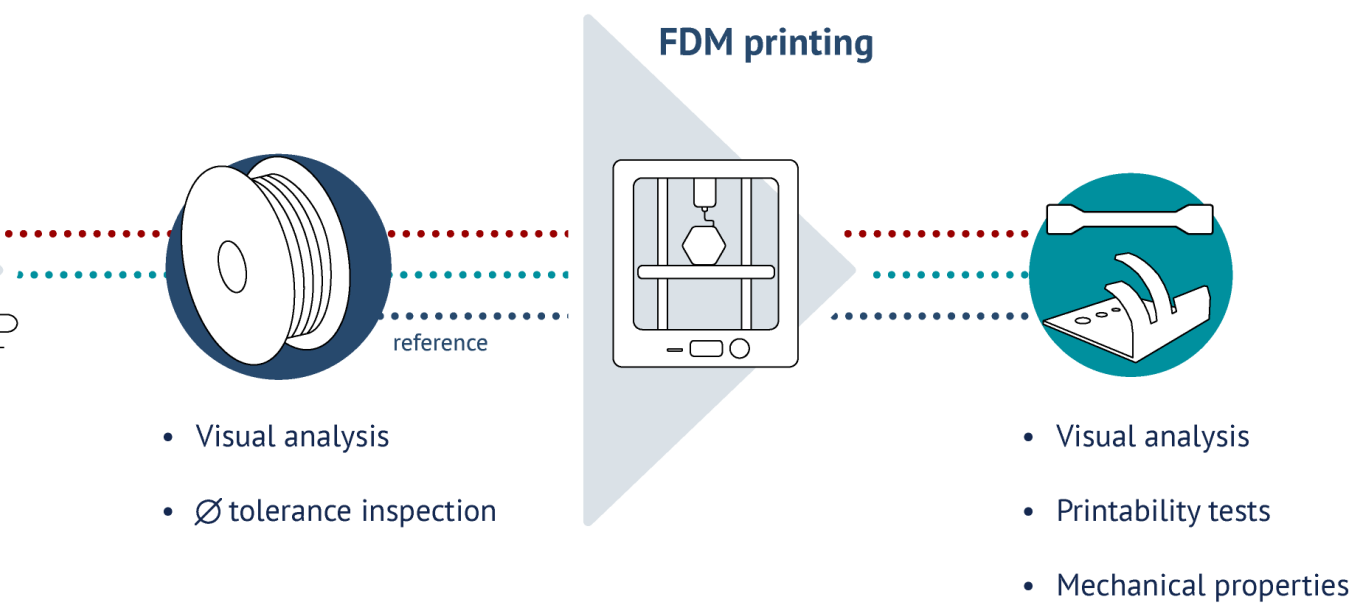 FDM printing
reference
• Visual analysis
• ∅ tolerance inspection
• Visual analysis
• Printability tests
• Mechanical properties